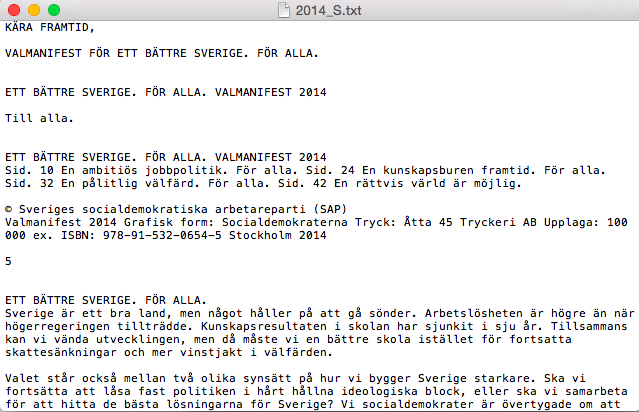 2014_S.txt
KÄRA FRAMTID,
VALMANIFEST FÖR ETT BÄTTRE SVERIGE. FÖR ALLA.
ETT BÄTTRE SVERIGE. FÖR ALLA. VALMANIFEST 2014
Till alla.
ETT BÄTTRE SVERIGE. FÖR ALLA. VALMANIFEST 2014
Sid. 10 En ambitiös jobbpolitik. För alla. Sid. 24 En kunskapsburen framtid. För alla.
Sid. 32 En pålitlig välfärd. För alla. Sid. 42 En rättvis värld är möjlig.
© Sveriges socialdemokratiska arbetareparti (SAP)
Valmanifest 2014 Grafisk form: Socialdemokraterna Tryck: Åtta 45 Tryckeri AB Upplaga: 100
000 ex. ISBN: 978-91-532-0654-5 Stockholm 2014
5
ETT BÄTTRE SVERIGE. FÖR ALLA.
Sverige är ett bra land, men något håller på att gå sönder. Arbetslösheten är högre än när
högerregeringen tillträdde. Kunskapsresultaten i skolan har sjunkit i sju år. Tillsammans
kan vi vända utvecklingen, men då måste vi en bättre skola istället för fortsatta
skattesänkningar och mer vinstjakt i välfärden.
Valet står också mellan två olika synsätt på hur vi bygger Sverige starkare. Ska vi
fortsätta att låsa fast politiken i hårt hållna ideologiska block, eller ska vi samarbeta
för att hitta de bästa lösningarna för Sverige? Vi socialdemokrater är övertygade om att